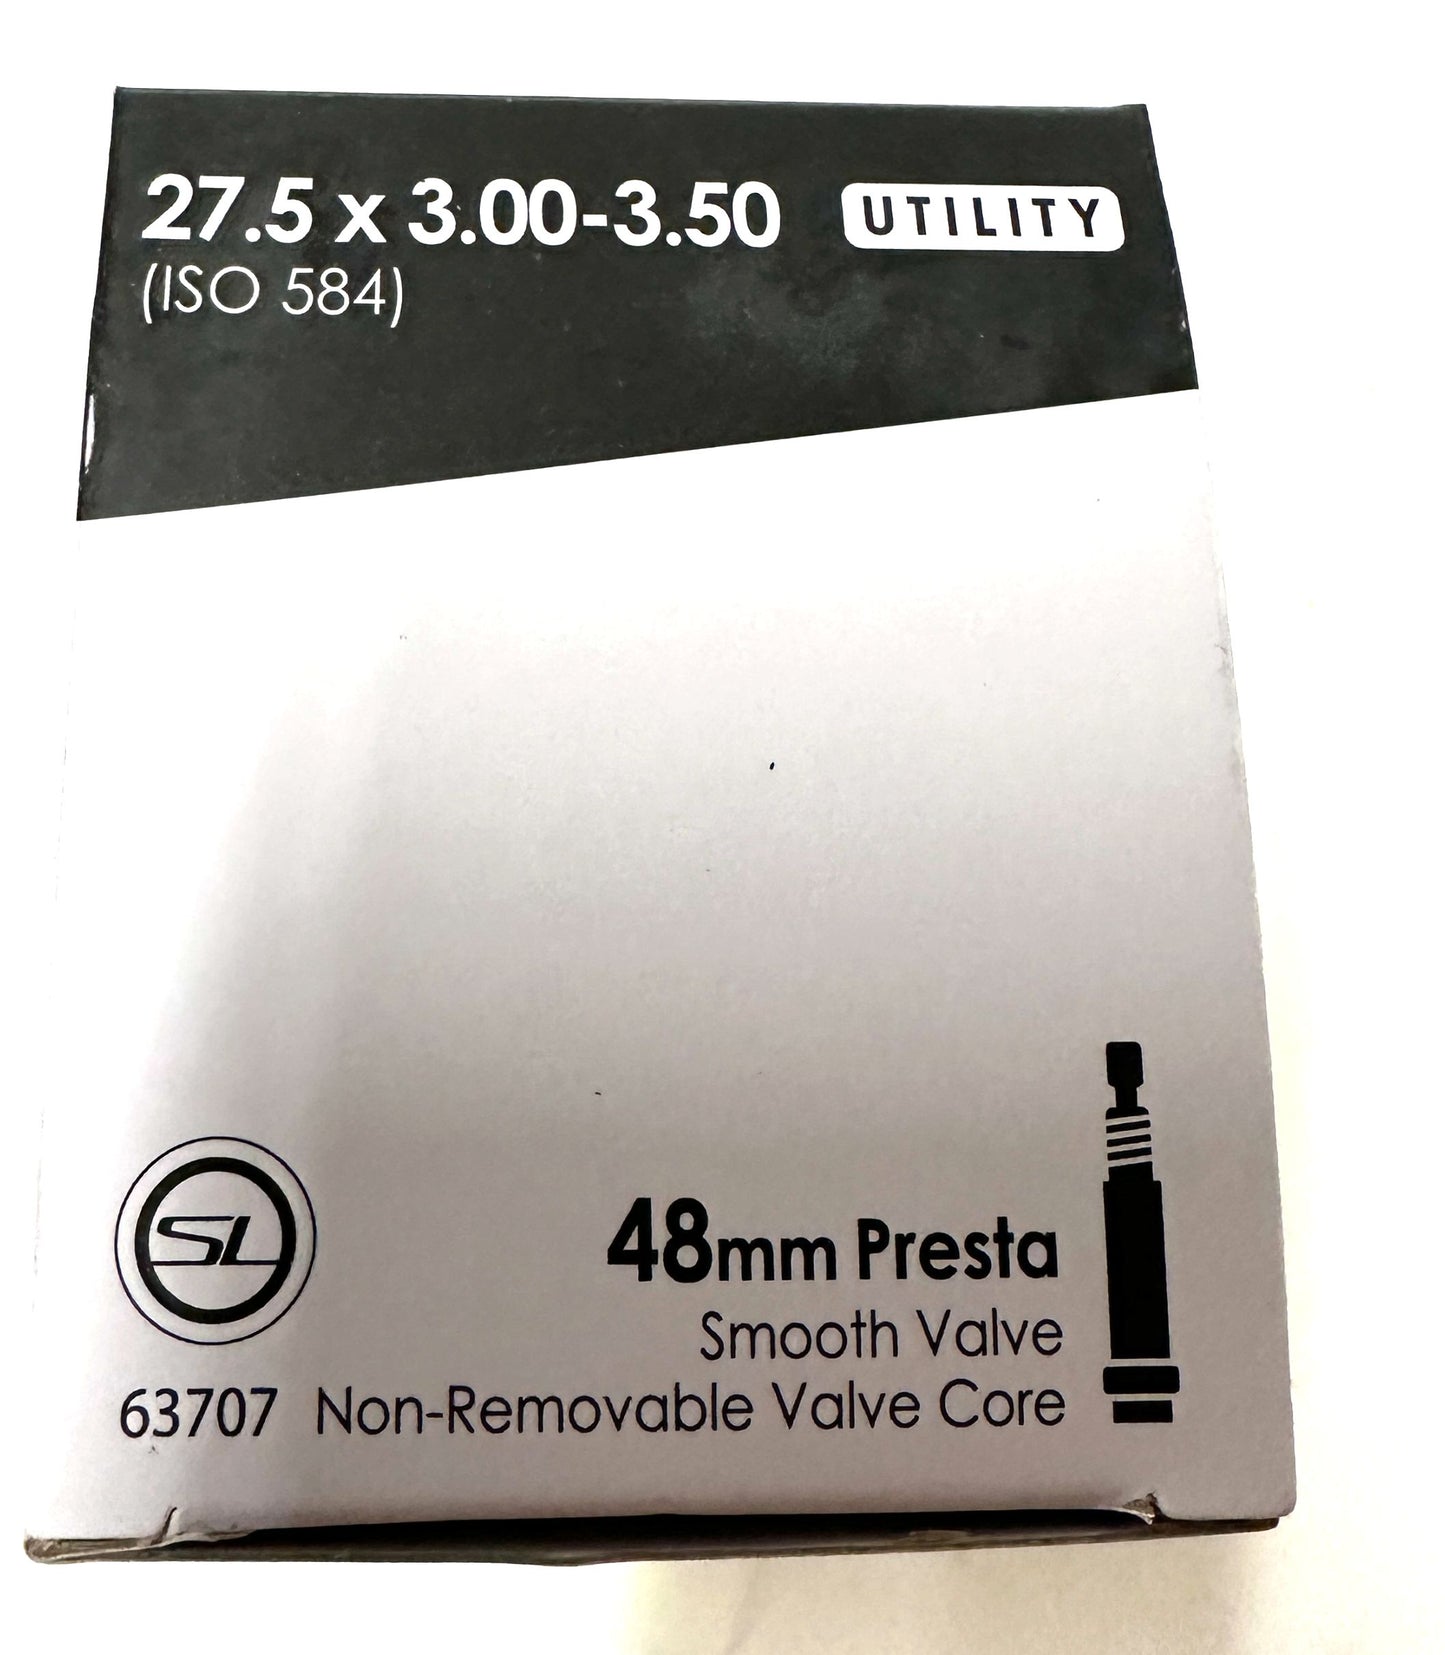 27.5 x 3.00-3.50 UTILITY
(ISO 584)
SL
48mm Presta
Smooth Valve
63707 Non-Removable Valve Core